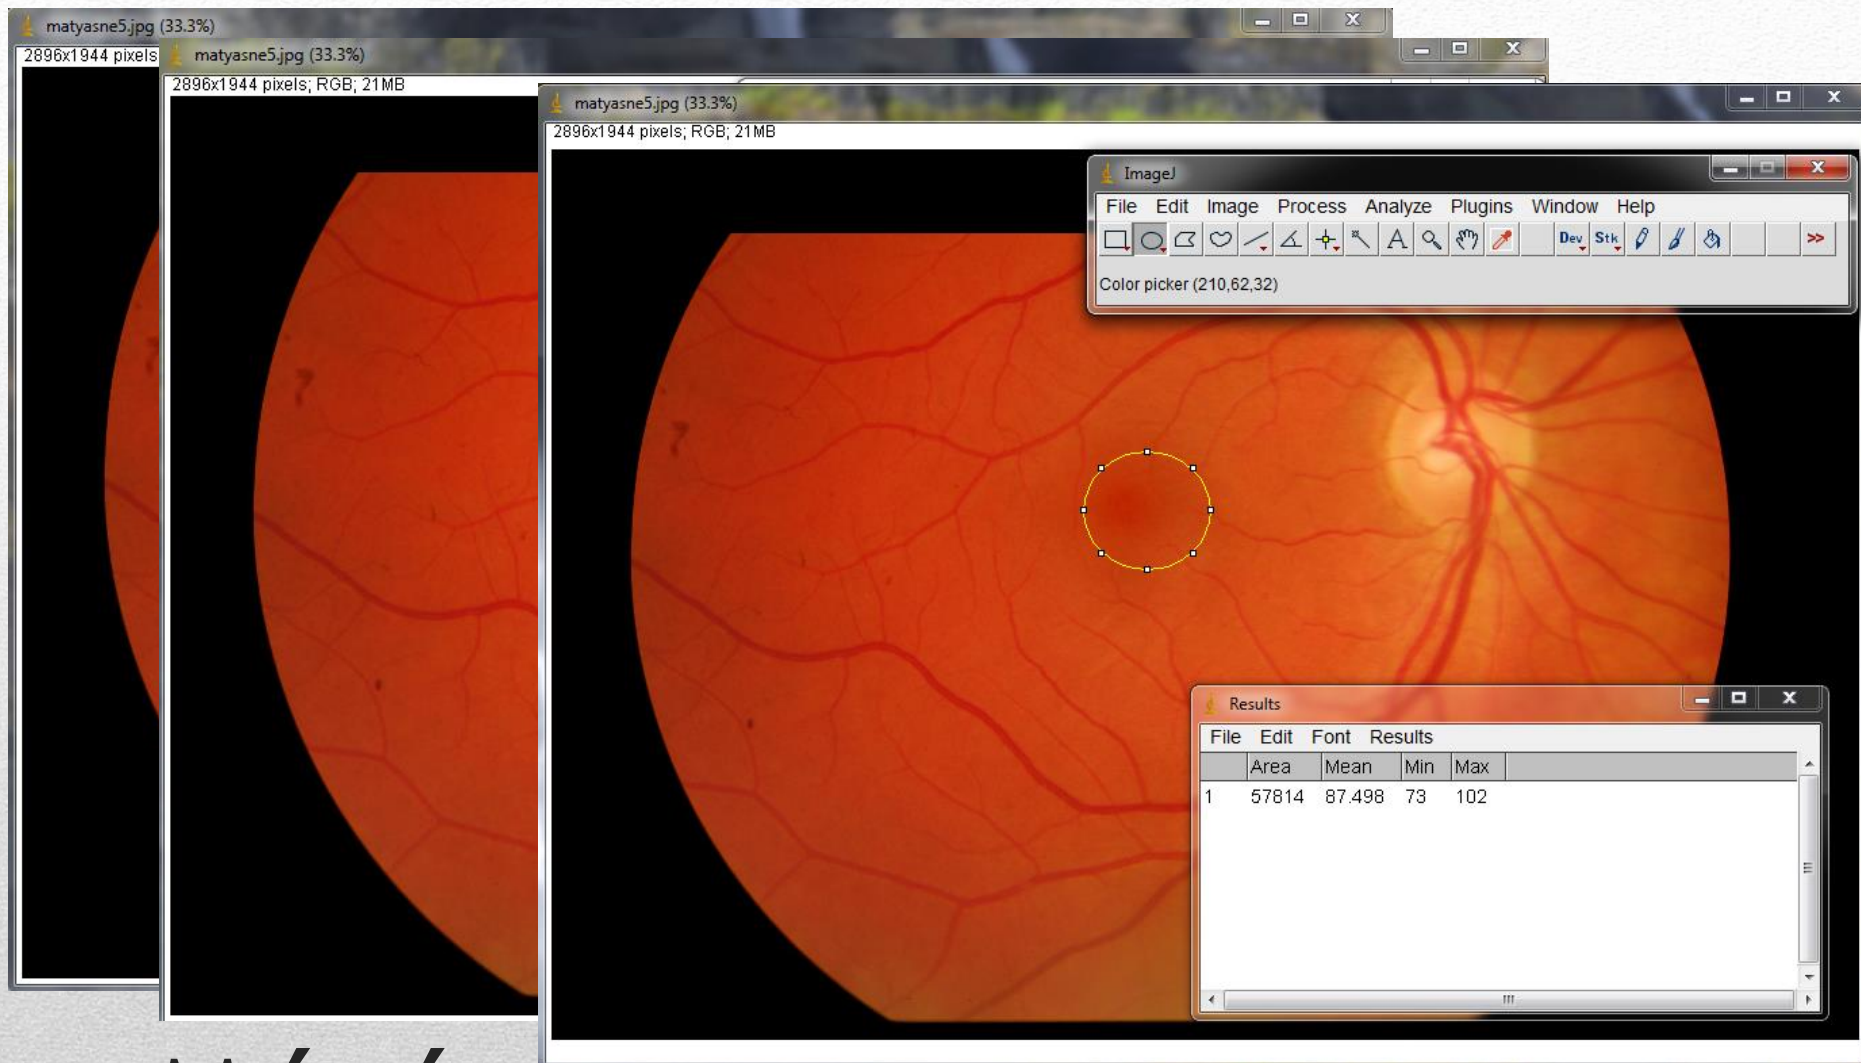 matyasne5.jpg (33.3%)
2896x1944 pixels
matyasne5.jpg (33.3%)
2896x1944 pixels; RGB; 21MB
matyasne5.jpg (33.3%)
2896x1944 pixels; RGB; 21MB
ImageJ
File Edit Image Process Analyze Plugins Window Help
Dev Stk >>
Color picker (210,62,32)
Results
File Edit Font Results
Area Mean Min Max
1 57814 87.498 73 102